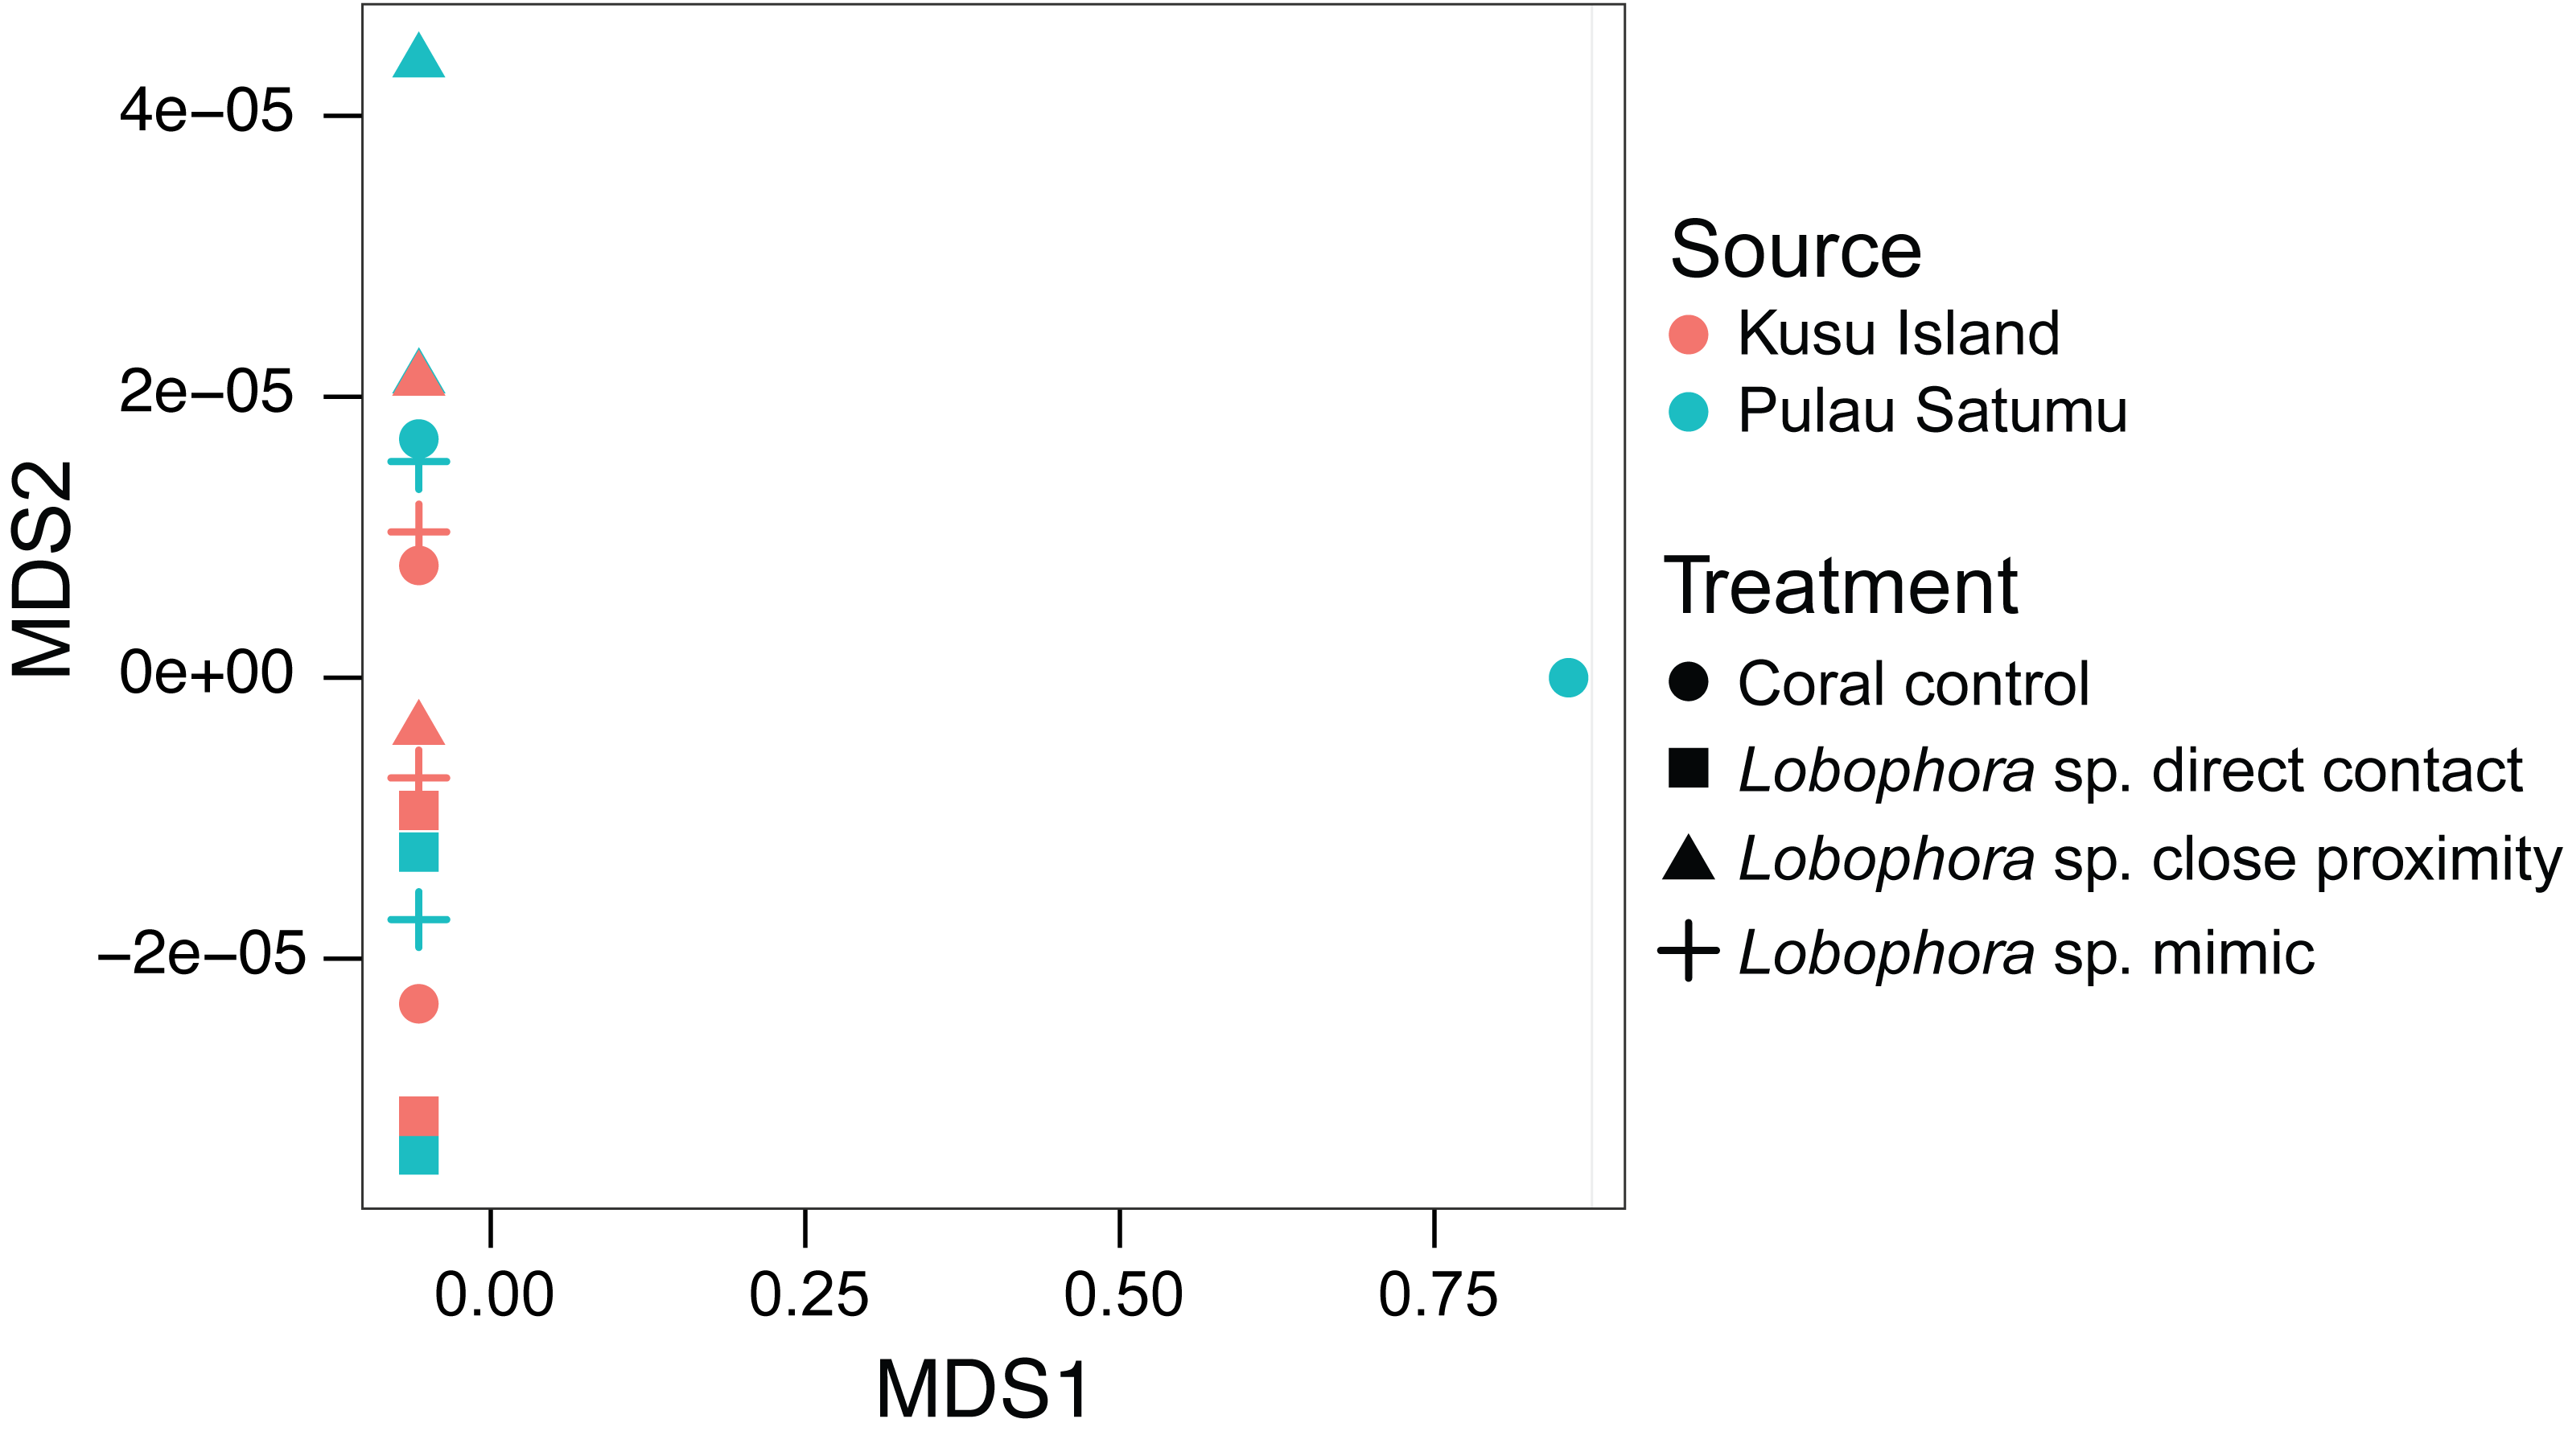 MDS2
4e−05
2e−05
0e+00
−2e−05
0.00 0.25 0.50 0.75
MDS1
Source
Kusu Island
Pulau Satumu
Treatment
Coral control
Lobophora sp. direct contact
Lobophora sp. close proximity
Lobophora sp. mimic